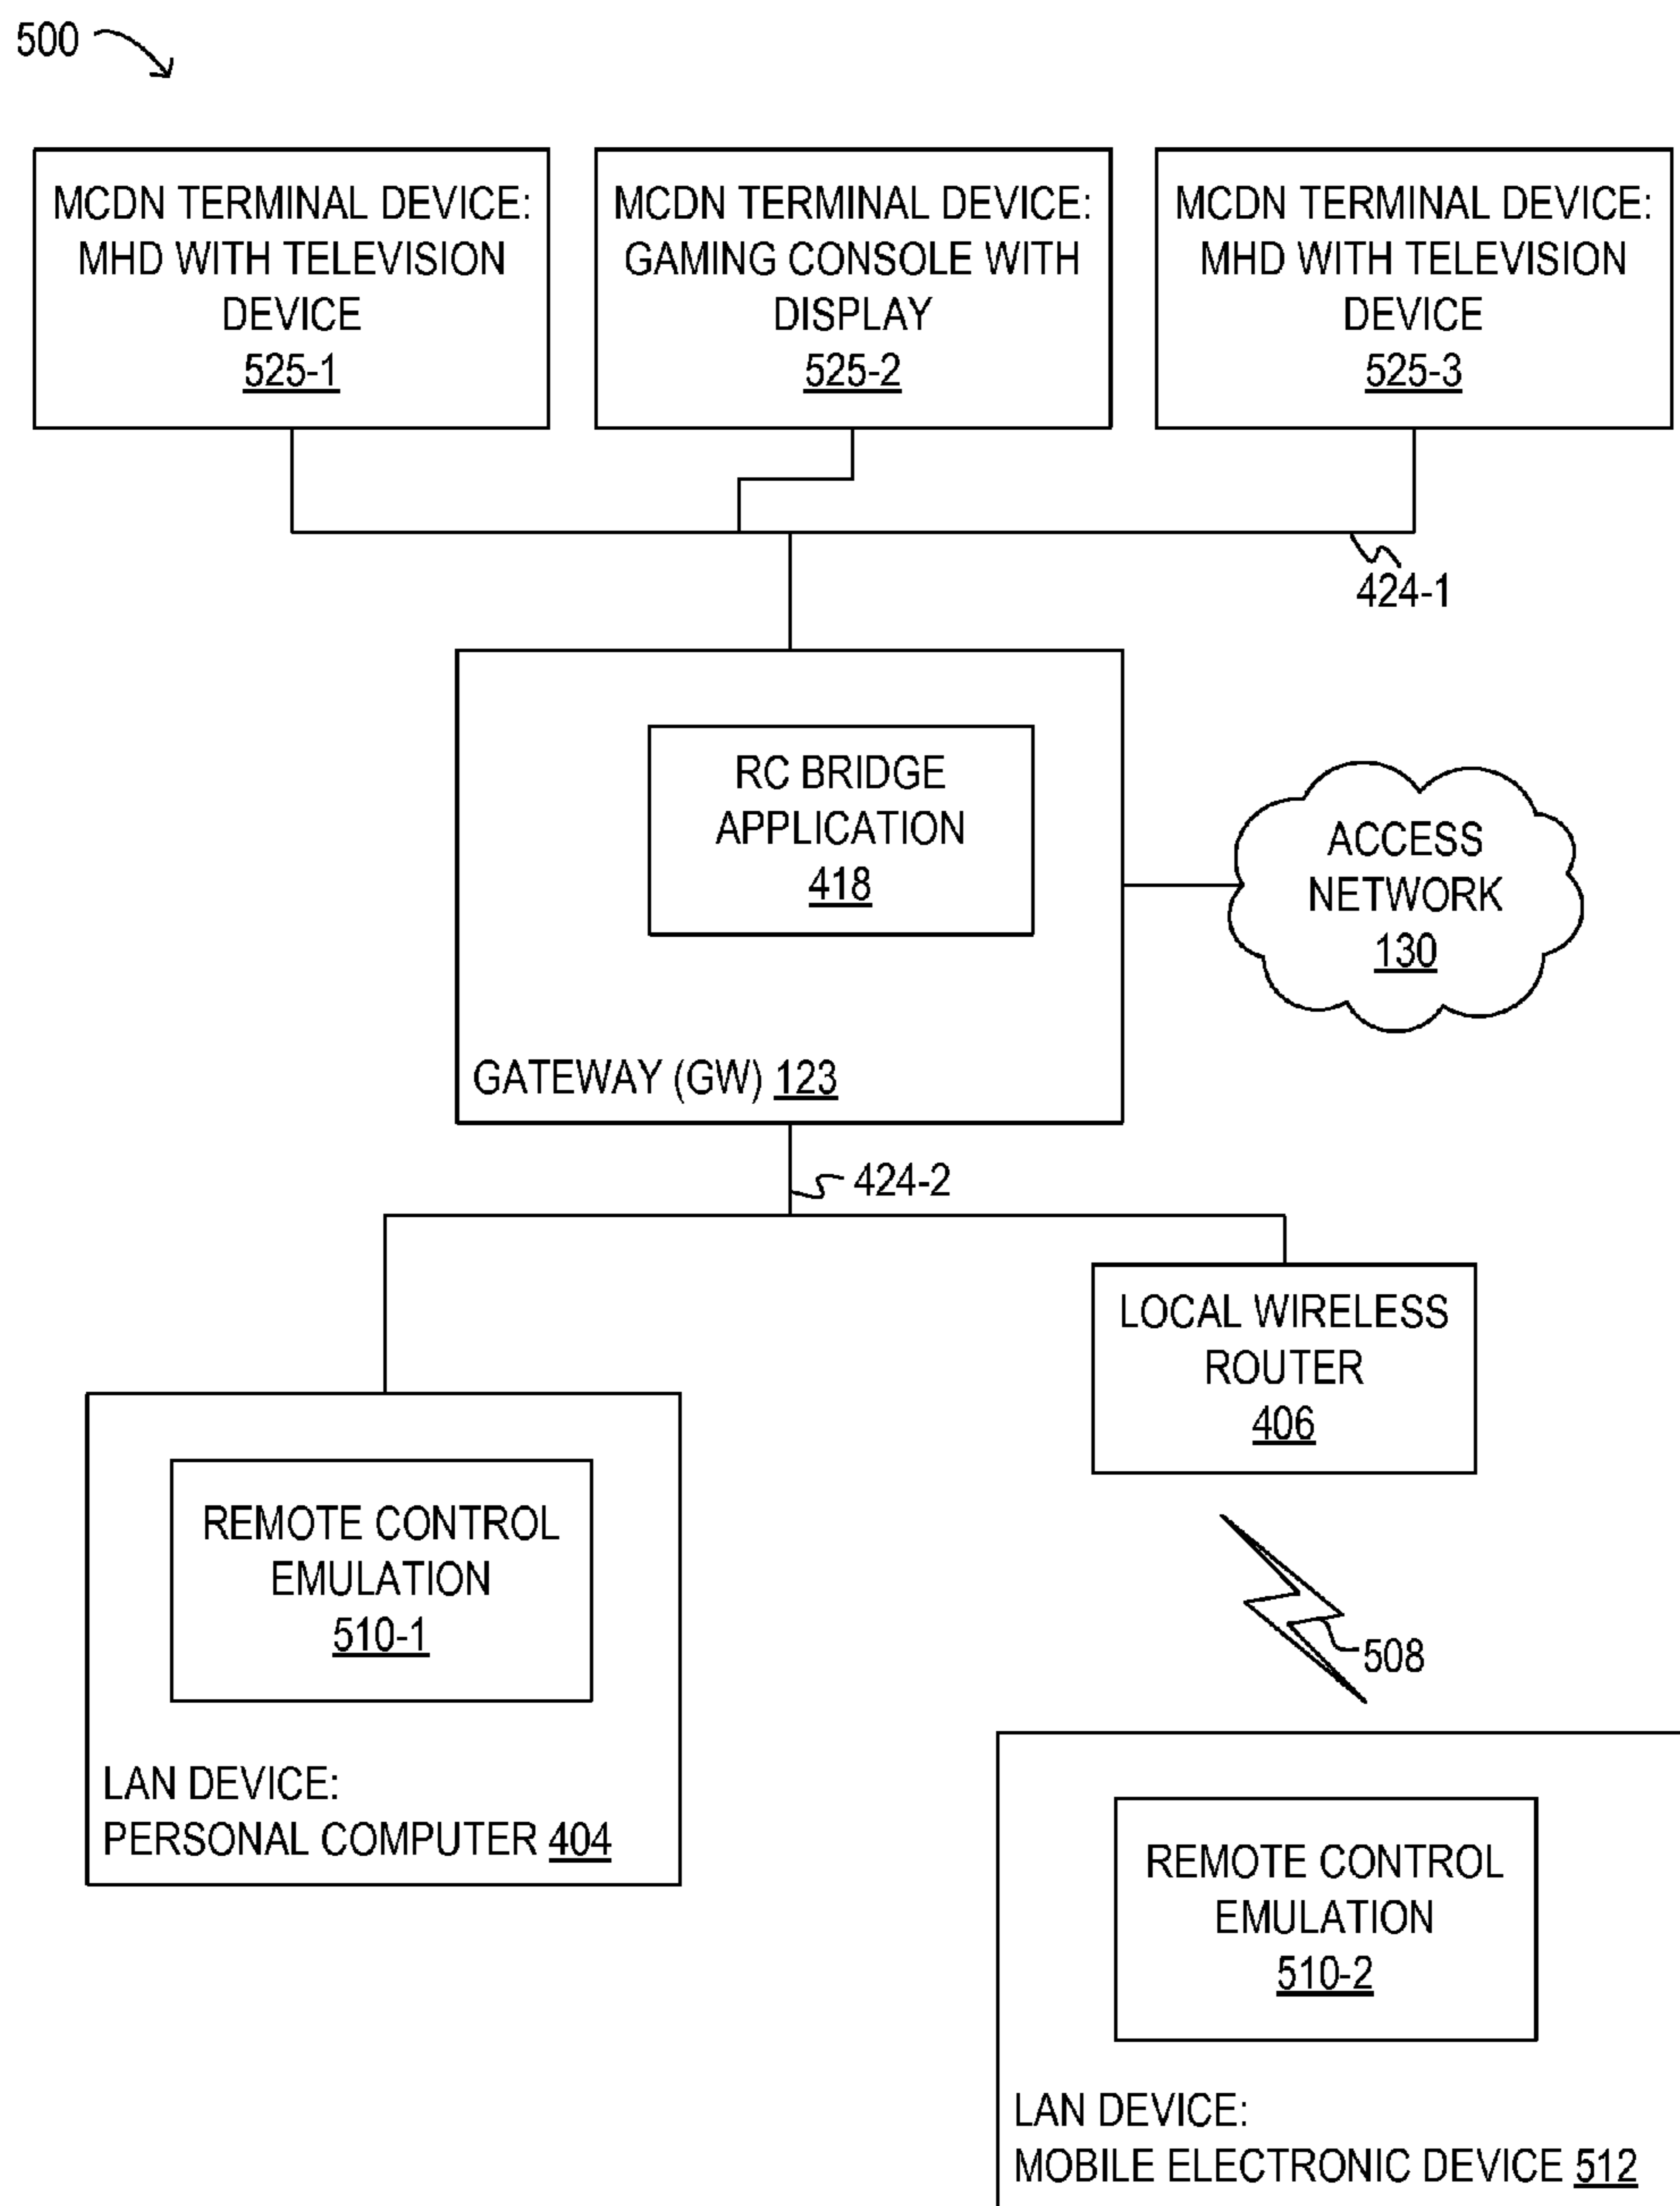 500
MCDN TERMINAL DEVICE:
MHD WITH TELEVISION
DEVICE
525-1
MCDN TERMINAL DEVICE:
GAMING CONSOLE WITH
DISPLAY
525-2
MCDN TERMINAL DEVICE:
MHD WITH TELEVISION
DEVICE
525-3
424-1
RC BRIDGE
APPLICATION
418
ACCESS
NETWORK
130
GATEWAY (GW) 123
424-2
LOCAL WIRELESS
ROUTER
406
REMOTE CONTROL
EMULATION
510-1
508
LAN DEVICE:
PERSONAL COMPUTER 404
REMOTE CONTROL
EMULATION
510-2
LAN DEVICE:
MOBILE ELECTRONIC DEVICE 512